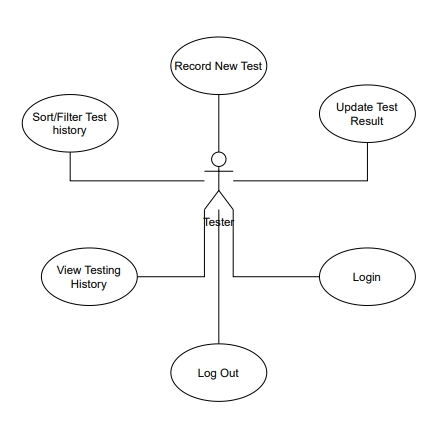 Record New Test
Sort/Filter Test
history
Update Test
Result
Tester
View Testing
History
Login
Log Out